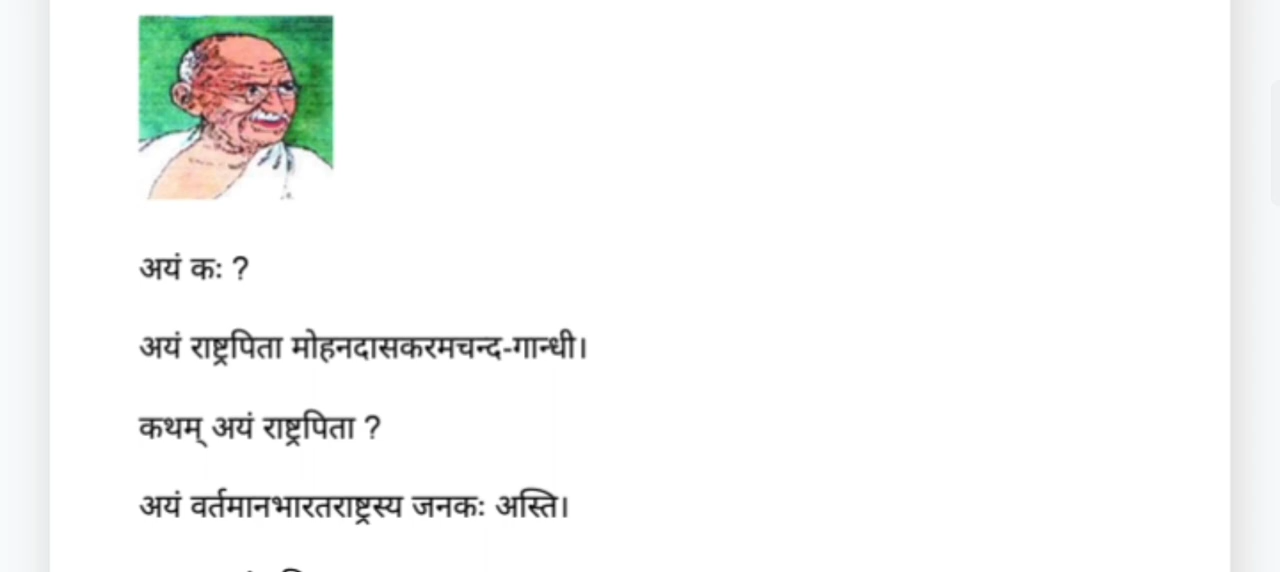 अयं कः ?
अयं राष्ट्रपिता मोहनदासकरमचन्द-गान्धी।
कथम् अयं राष्ट्रपिता ?
अयं वर्तमानभारतराष्ट्रस्य जनकः अस्ति।